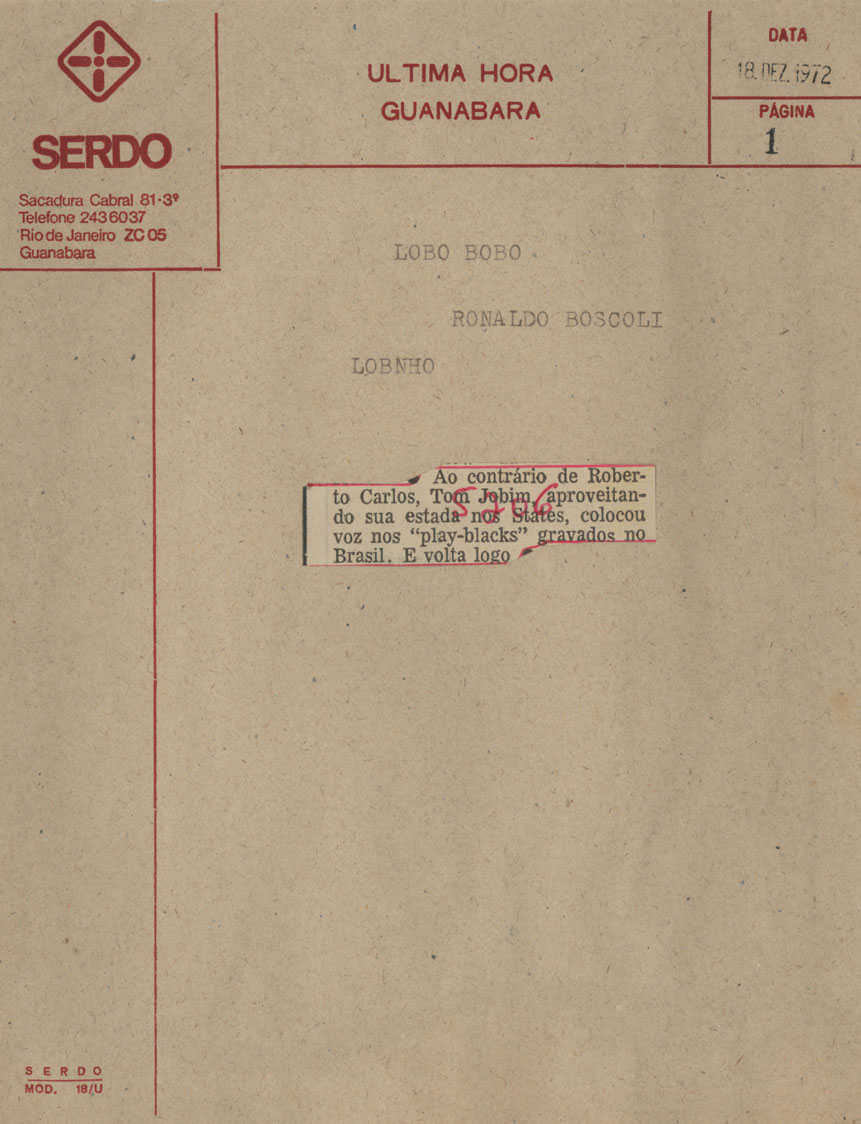 SERDO
Sacadura Cabral 81-3º
Telefone 2436037
Rio de Janeiro ZC 05
Guanabara
ULTIMA HORA
GUANABARA
DATA
18. DEZ. 1972
PÁGINA
1
LOBO BOBO
RONALDO BOSCOLI
LOBNHO
Ao contrário de Rober-
to Carlos, Tom Jobim, aproveitan-
do sua estada nos States, colocou
voz nos “play-blacks” gravados no
Brasil. E volta logo
SERDO
MOD. 18/U